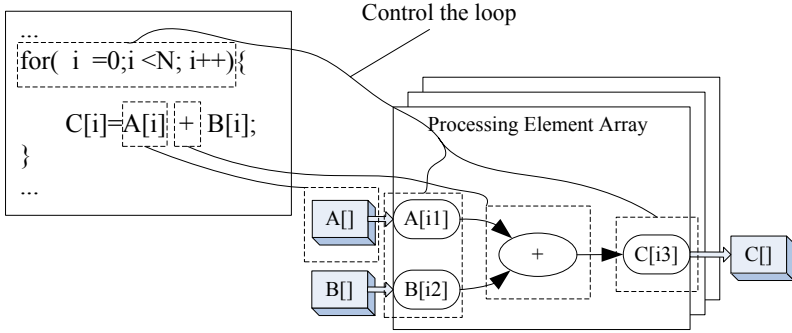 Control the loop
...
for( i =0;i <N; i++){
C[i]=A[i] + B[i];
}
...
Processing Element Array
A[]
A[i1]
+
C[i3]
C[]
B[]
B[i2]